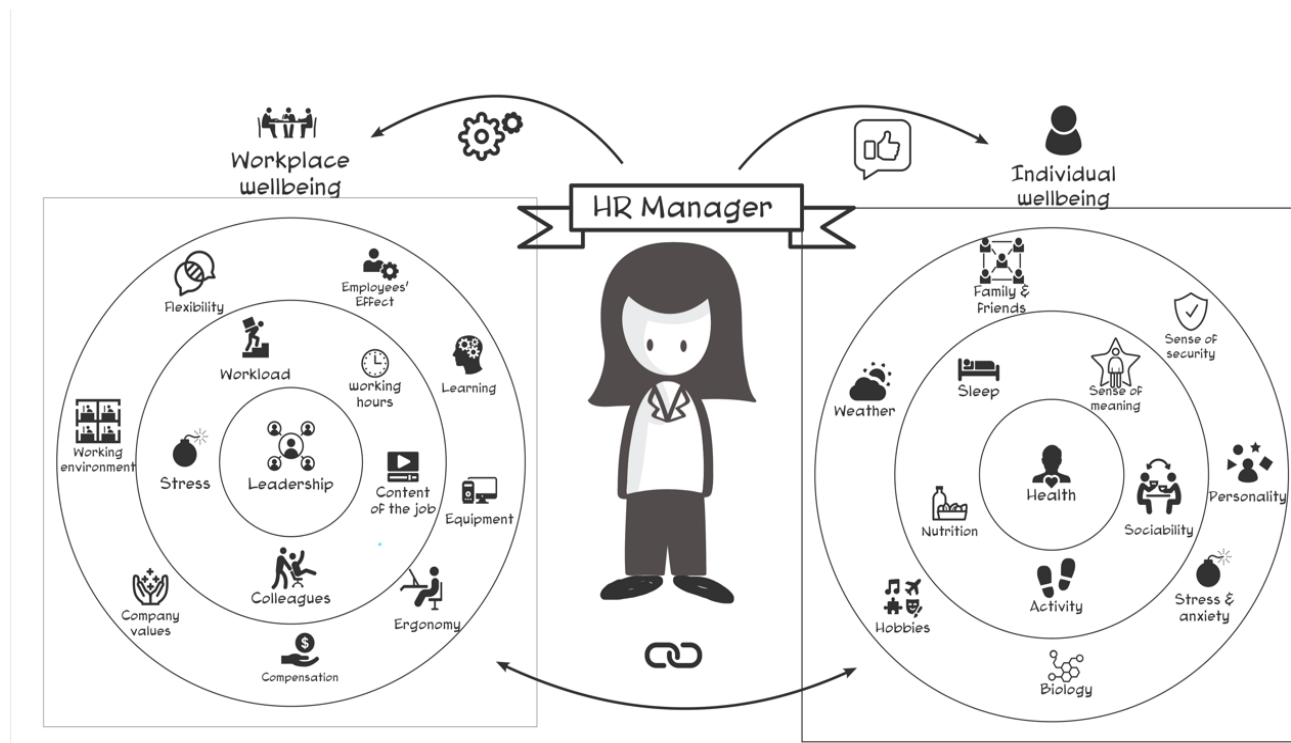 Workplace
wellbeing
Individual
wellbeing
HR Manager
Flexibility
Employees'
Effect
Workload
working
hours
Learning
Working
environment
Stress
Leadership
Content
of the job
Equipment
Colleagues
Company
values
Ergonomy
Compensation
Family &
friends
Sense of
security
Weather
Sleep
Sense of
meaning
Health
Personality
Nutrition
Sociability
Activity
Stress &
anxiety
Hobbies
Biology